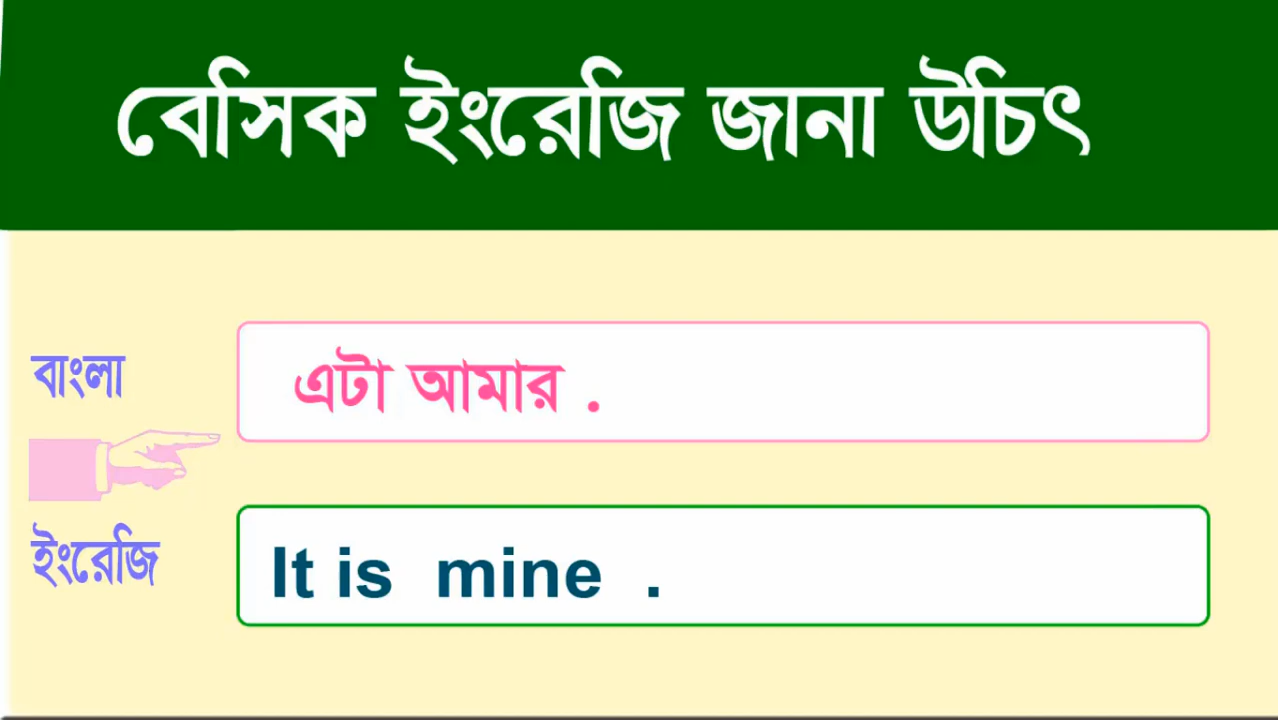 বেসিক ইংরেজি জানা উচিৎ
বাংলা
এটা আমার .
ইংরেজি
It is mine .